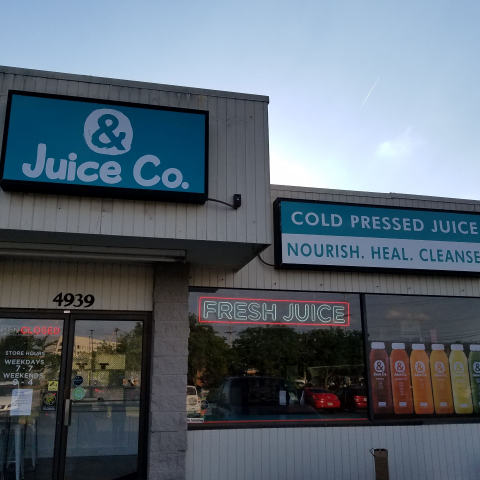 &
Juice Co.
COLD PRESSED JUICE
NOURISH. HEAL. CLEANSE
4939
FRESH JUICE
STORE HOURS
WEEKDAYS
7 - 7
WEEKENDS